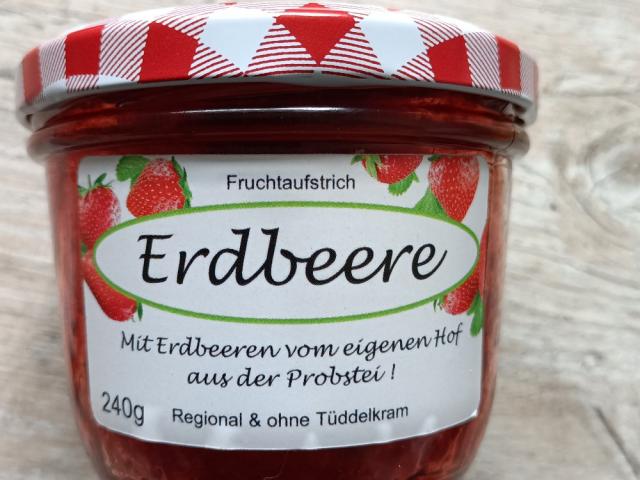 Fruchtaufstrich
Erdbeere
Mit Erdbeeren vom eigenen Hof
aus der Probstei !
240g
Regional & ohne Tüddelkram